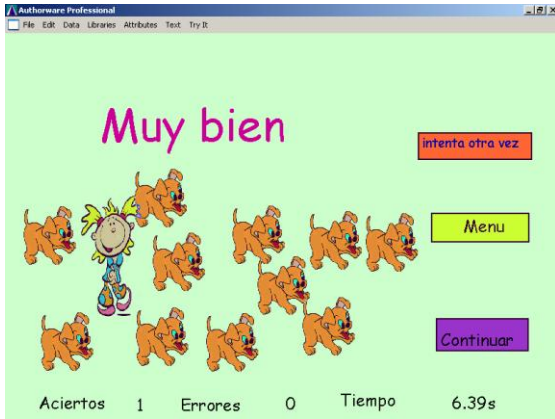 Authorware Professional
File Edit Data Libraries Attributes Text Try It
Muy bien
intenta otra vez
Menu
Continuar
Aciertos 1 Errores 0 Tiempo 6.39s